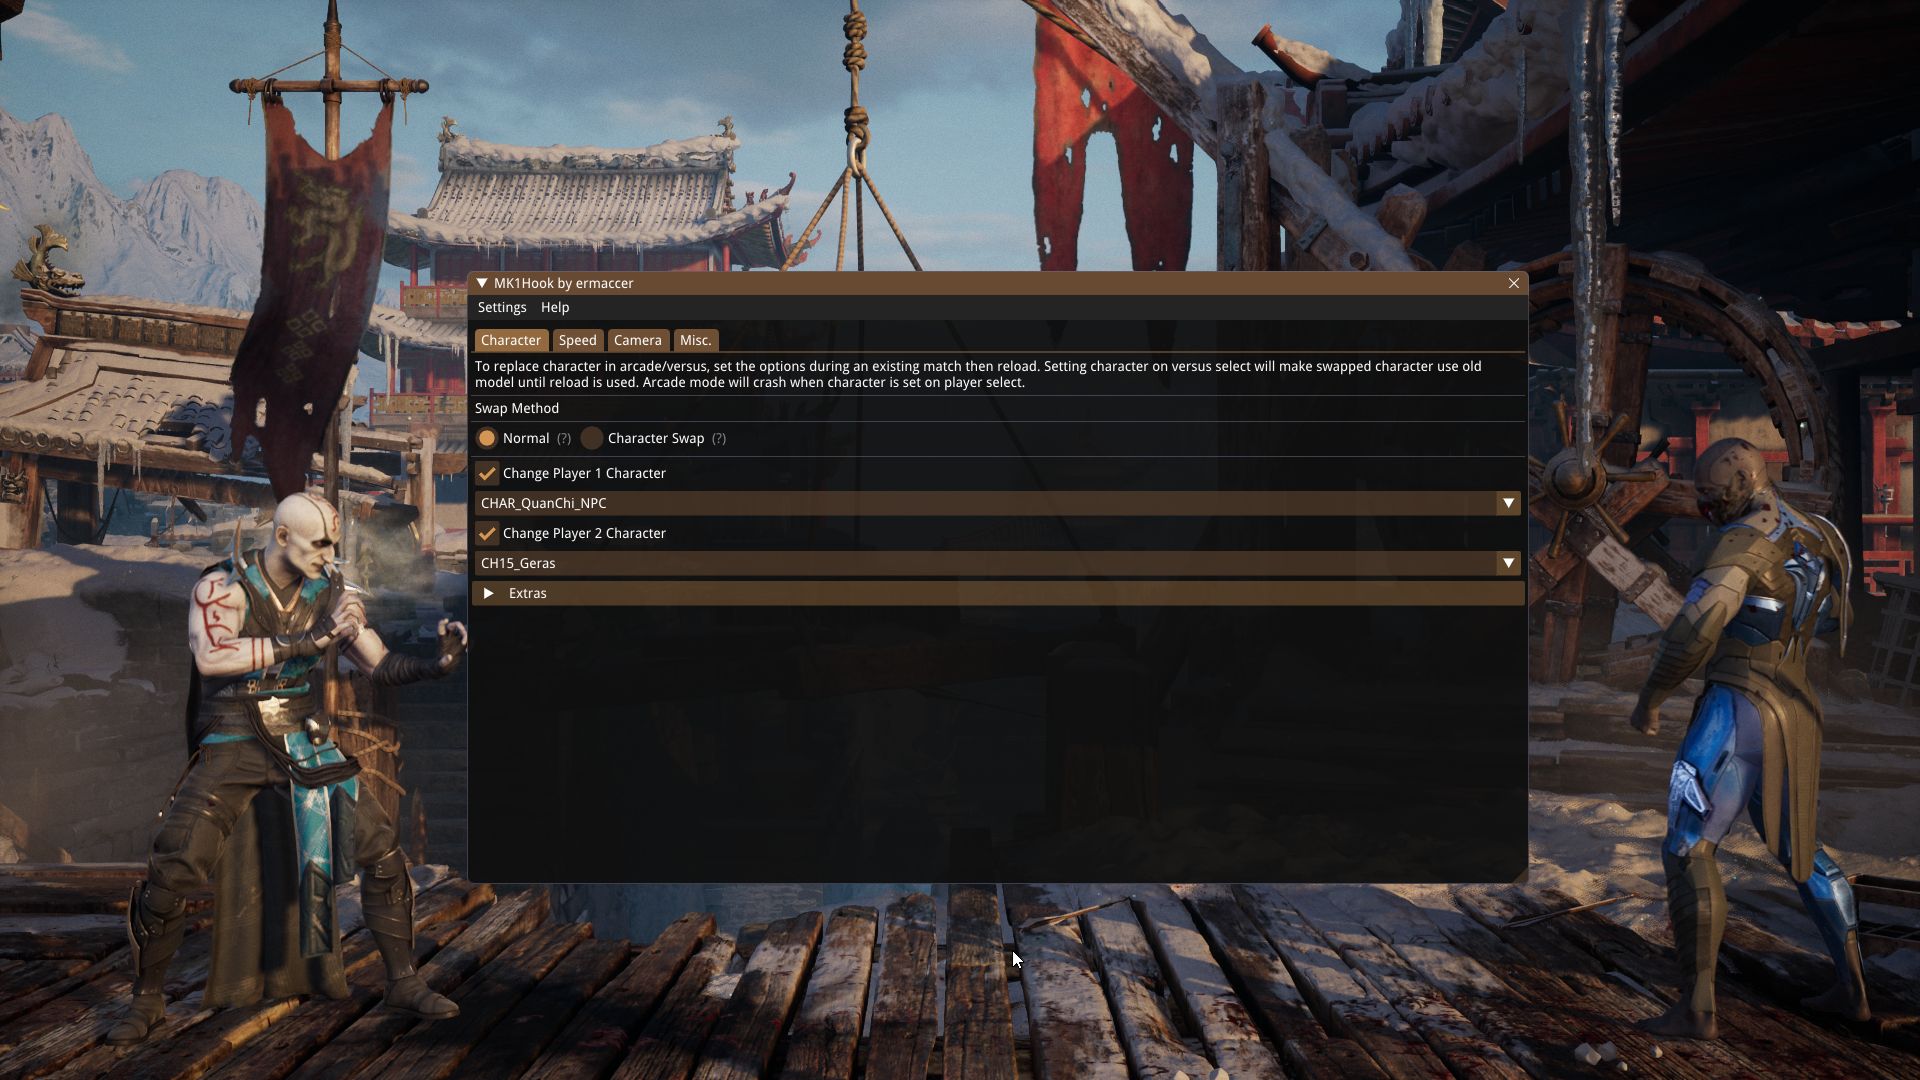 MK1Hook by ermaccer
Settings Help
Character Speed Camera Misc.
To replace character in arcade/versus, set the options during an existing match then reload. Setting character on versus select will make swapped character use old
model until reload is used. Arcade mode will crash when character is set on player select.
Swap Method
Normal (?) Character Swap (?)
Change Player 1 Character
CHAR_QuanChi_NPC
Change Player 2 Character
CH15_Geras
Extras